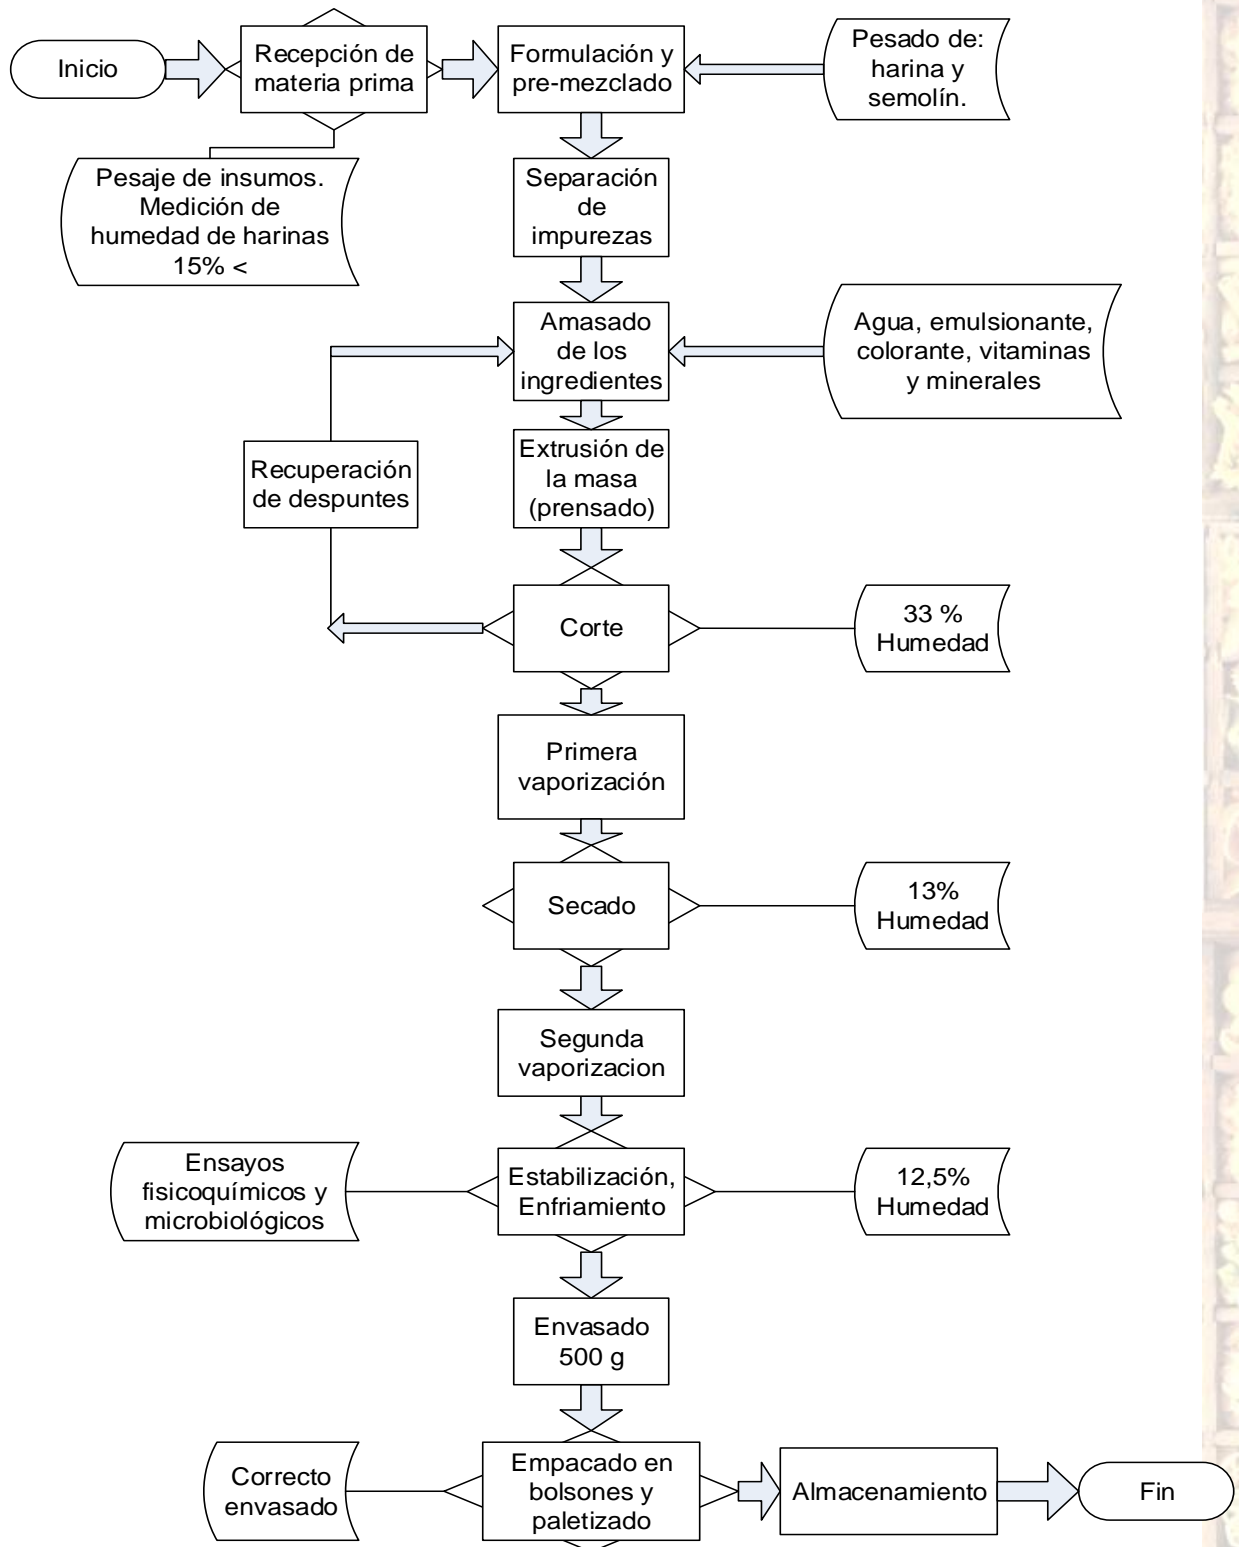 Inicio
Recepción de
materia prima
Formulación y
pre-mezclado
Pesado de:
harina y
semolín.
Pesaje de insumos.
Medición de
humedad de harinas
15% <
Separación
de
impurezas
Amasado
de los
ingredientes
Agua, emulsionante,
colorante, vitaminas
y minerales
Recuperación
de despuntes
Extrusión de
la masa
(prensado)
Corte
33 %
Humedad
Primera
vaporización
Secado
13%
Humedad
Segunda
vaporizacion
Ensayos
fisicoquímicos y
microbiológicos
Estabilización,
Enfriamiento
12,5%
Humedad
Envasado
500 g
Correcto
envasado
Empacado en
bolsones y
paletizado
Almacenamiento
Fin